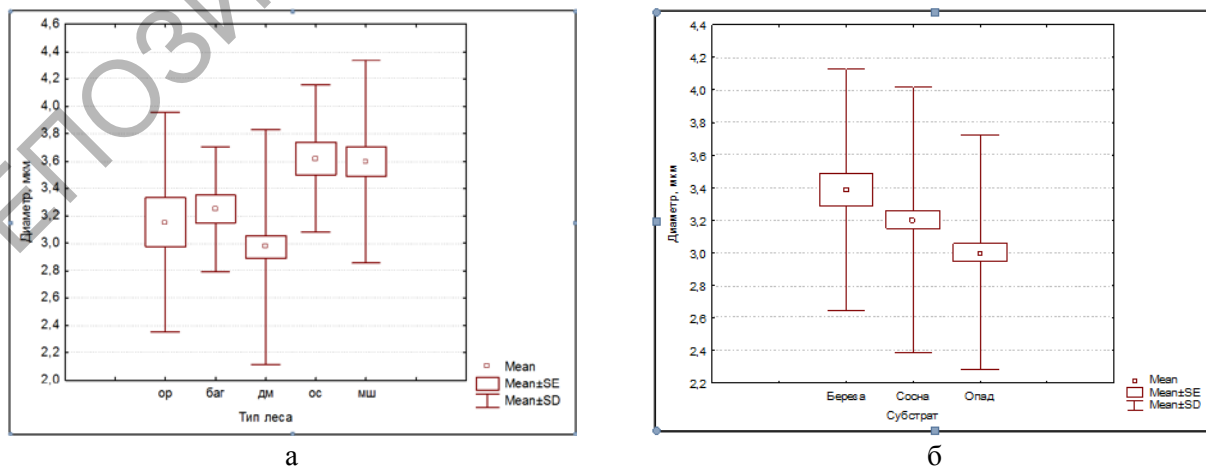 ЕПОЗИ
4,6
4,4
4,2
4,0
3,8
3,6
3,4
3,2
3,0
2,8
2,6
2,4
2,2
2,0
Диаметр, мкм
ор баг дм ос мш
Тип леса
Mean
Mean±SE
Mean±SD
а
4,4
4,2
4,0
3,8
3,6
3,4
3,2
3,0
2,8
2,6
2,4
2,2
Диаметр, мкм
Береза Сосна Опад
Субстрат
Mean
Mean±SE
Mean±SD
б